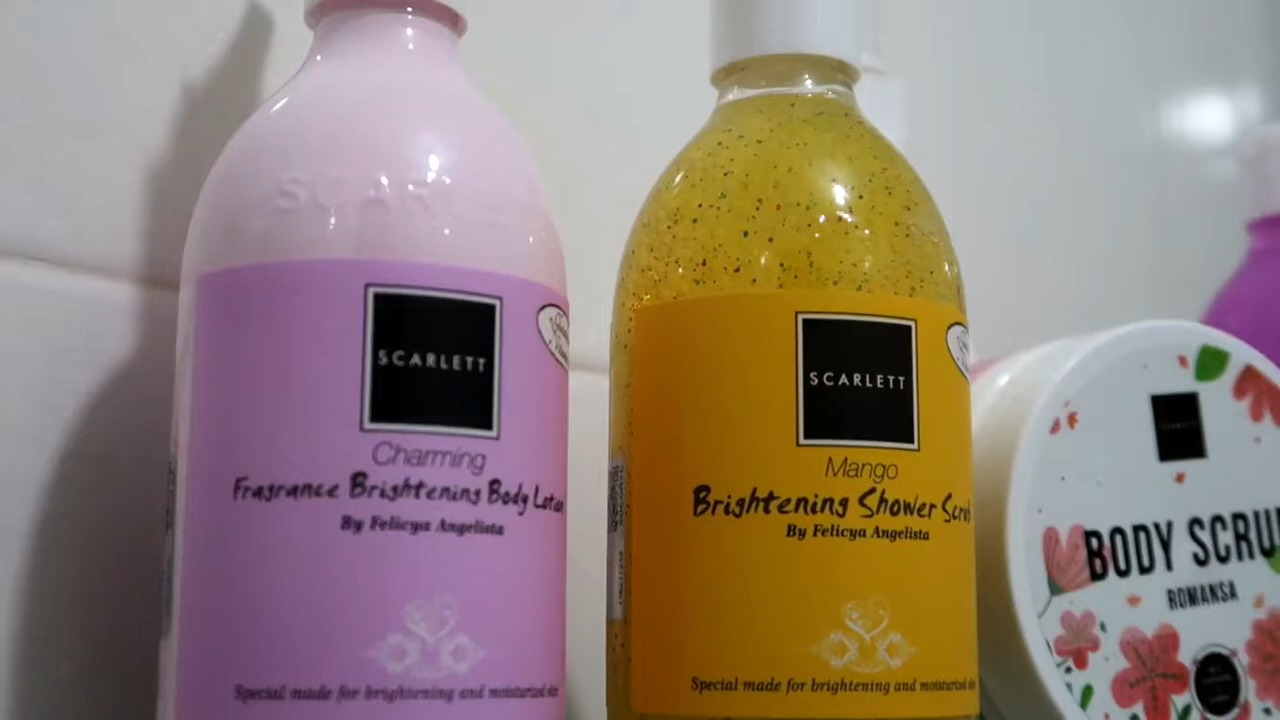 SCARLETT
Charming
Fragrance Brightening Body Lotion
By Felicya Angelista
Special made for brightening and moisturized skin
SCARLETT
Mango
Brightening Shower Scrub
By Felicya Angelista
Special made for brightening and moisturized skin
BODY SCRU
ROMANSA